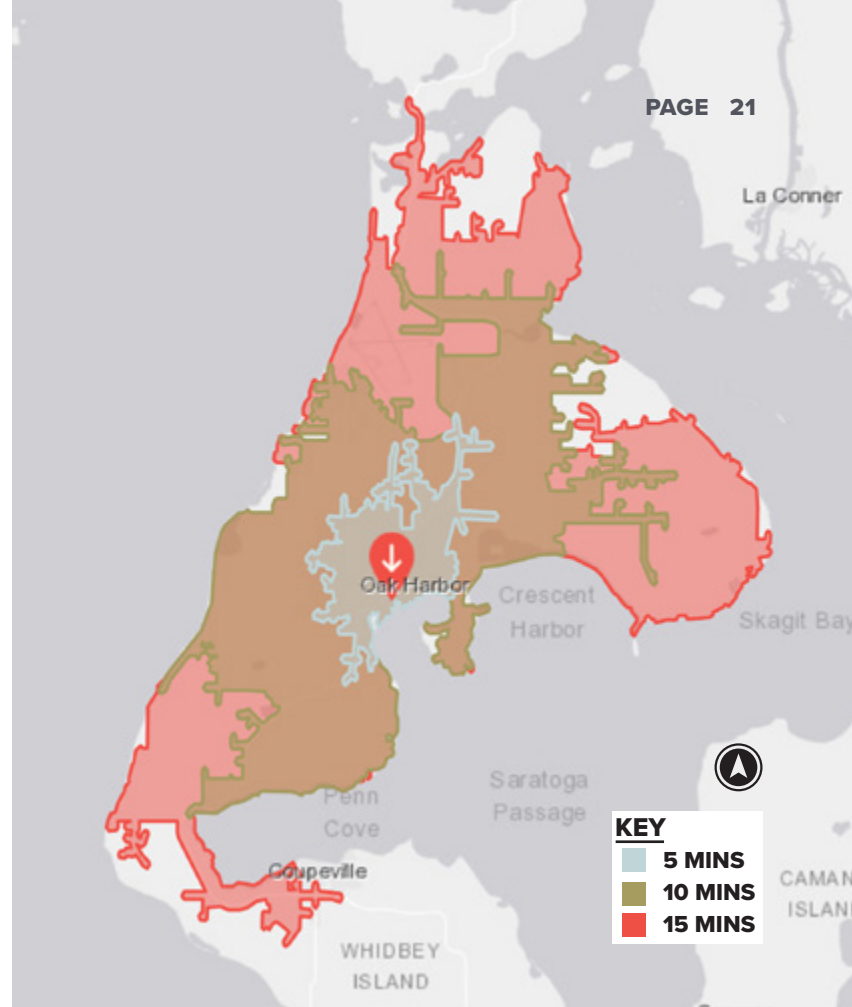 PAGE 21
La Conner
Oak Harbor
Crescent
Harbor
Skagit Bay
Saratoga
Passage
Penn
Cove
Coupeville
WHIDBEY
ISLAND
KEY
5 MINS
10 MINS
15 MINS
CAMAN
ISLAN